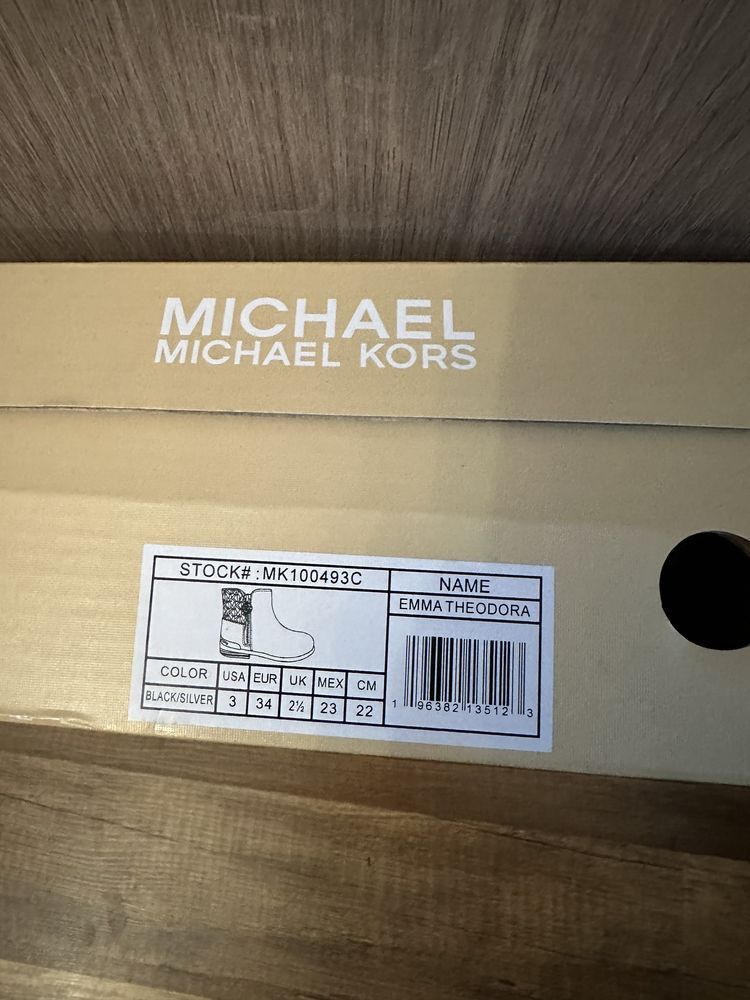 MICHAEL
MICHAEL KORS
STOCK# : MK100493C
NAME
EMMA THEODORA
COLOR USA EUR UK MEX CM
BLACK/SILVER 3 34 2½ 23 22
1 96382 13512 3